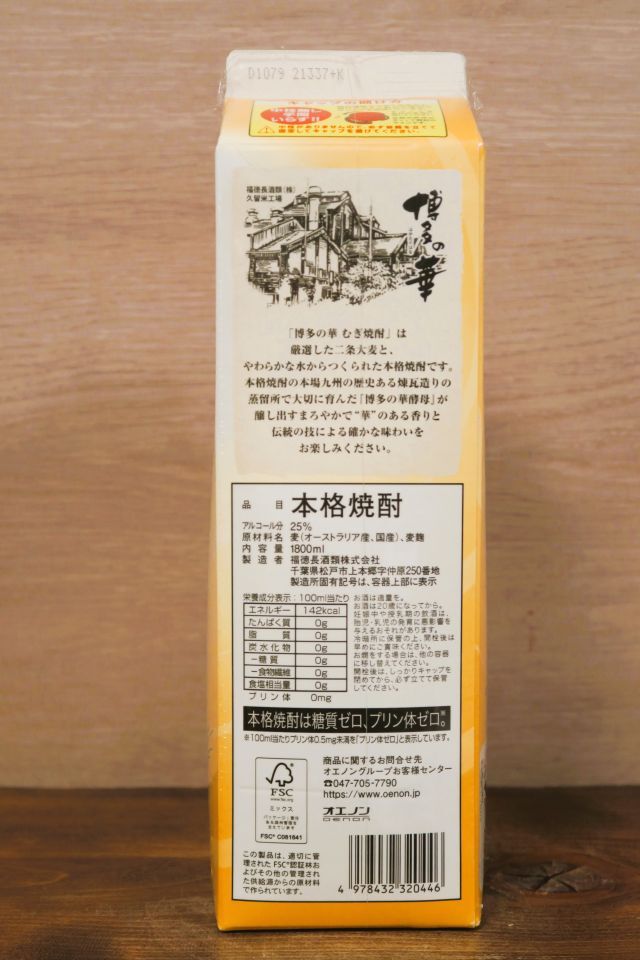 D1079 21337+K
福徳長酒類(株)
久留米工場
博多の華
「博多の華 むぎ焼酎」は
厳選した二条大麦と、
やわらかな水からつくられた本格焼酎です。
本格焼酎の本場九州の歴史ある煉瓦造りの
蒸留所で大切に育んだ「博多の華酵母」が
醸し出すまろやかで“華”のある香りと
伝統の技による確かな味わいを
お楽しみください。
品目 本格焼酎
アルコール分 25%
原材料名 麦(オーストラリア産、国産)、麦麹
内容量 1800ml
製造者 福徳長酒類株式会社
千葉県松戸市上本郷字仲原250番地
製造所固有記号は、容器上部に表示
栄養成分表示:100ml当たり
エネルギー 142kcal
たんぱく質 0g
脂質 0g
炭水化物 0g
-糖質 0g
-食物繊維 0g
食塩相当量 0g
プリン体 0mg
お酒は適量を。
お酒は20歳になってから。
妊娠中や授乳期の飲酒は、
胎児・乳児の発育に悪影響を
与えるおそれがあります。
冷暗所に保管の上、開栓後は
早めにご賞味ください。
お燗をする場合は、他の容器
に移し替えてください。
開栓後は、しっかりキャップを
閉めてから、必ず立てて保管
してください。
本格焼酎は糖質ゼロ、プリン体ゼロ※。
※100ml当たりプリン体0.5mg未満を「プリン体ゼロ」と表示しています。
FSC
www.fsc.org
ミックス
FSC® C081641
商品に関するお問合せ先
オエノングループお客様センター
☎047-705-7790
https://www.oenon.jp
オエノン
OENON
この製品は、適切に管
理されたFSC®認証林お
よびその他の管理され
た供給源からの原材料
で作られています。
4 978432 320446